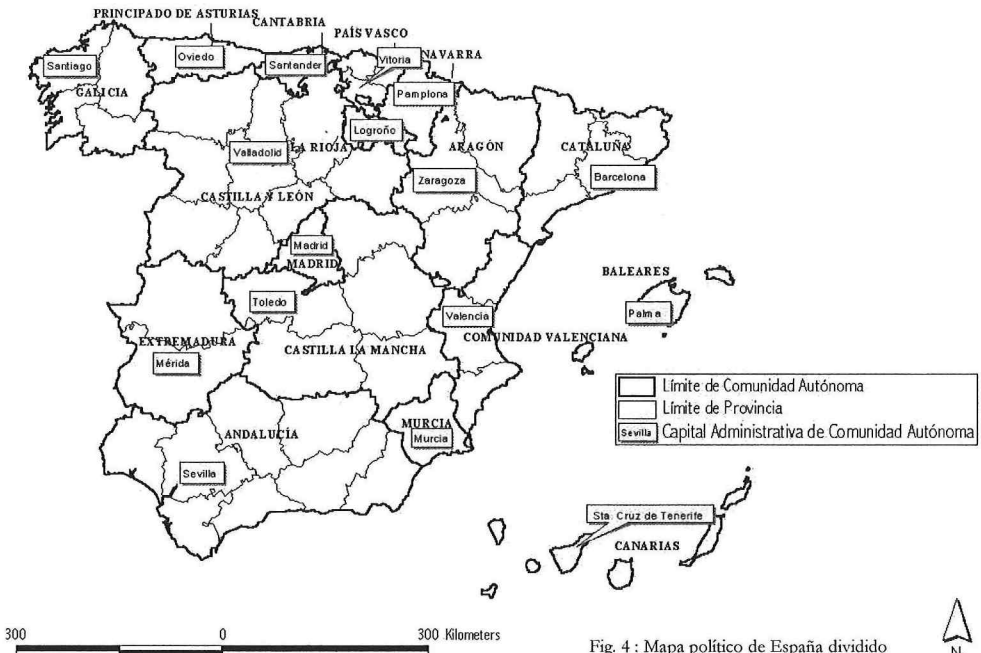 PRINCIPADO DE ASTURIAS
CANTABRIA
PAÍS VASCO
NAVARRA
Santiago
Oviedo
Santander
Vitoria
GALICIA
Pamplona
Logroño
Valladolid
LA RIOJA
ARAGÓN
CATALUÑA
Zaragoza
Barcelona
CASTILLA Y LEÓN
Madrid
MADRID
BALEARES
Toledo
Palma
Valencia
COMUNIDAD VALENCIANA
EXTREMADURA
CASTILLA LA MANCHA
Mérida
Límite de Comunidad Autónoma
Límite de Provincia
Sevilla Capital Administrativa de Comunidad Autónoma
MURCIA
Murcia
ANDALUCÍA
Sevilla
Sta. Cruz de Tenerife
CANARIAS
300 0 300 Kilometers
Fig. 4 : Mapa político de España dividido
N